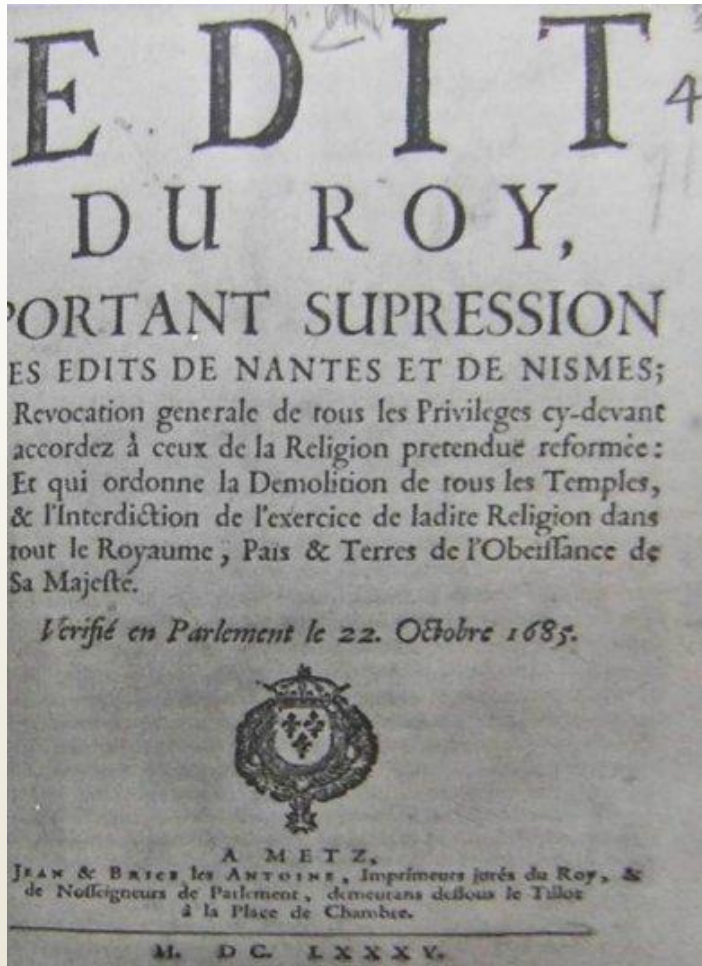 EDIT
4
DU ROY,
PORTANT SUPRESSION
ES EDITS DE NANTES ET DE NISMES;
Revocation generale de tous les Privileges cy-devant
accordez à ceux de la Religion pretenduë reformée:
Et qui ordonne la Demolition de tous les Temples,
& l'Interdiction de l'exercice de ladite Religion dans
tout le Royaume, Païs & Terres de l'Obeïſſance de
Sa Majeſté.
Verifié en Parlement le 22. Octobre 1685.
A METZ,
JEAN & BRICE les ANTOINE, Imprimeurs jurés du Roy, &
de Noſſeigneurs de Parlement, demeurans deſſous le Tillot
à la Place de Chambre.
M. DC. LXXXV.